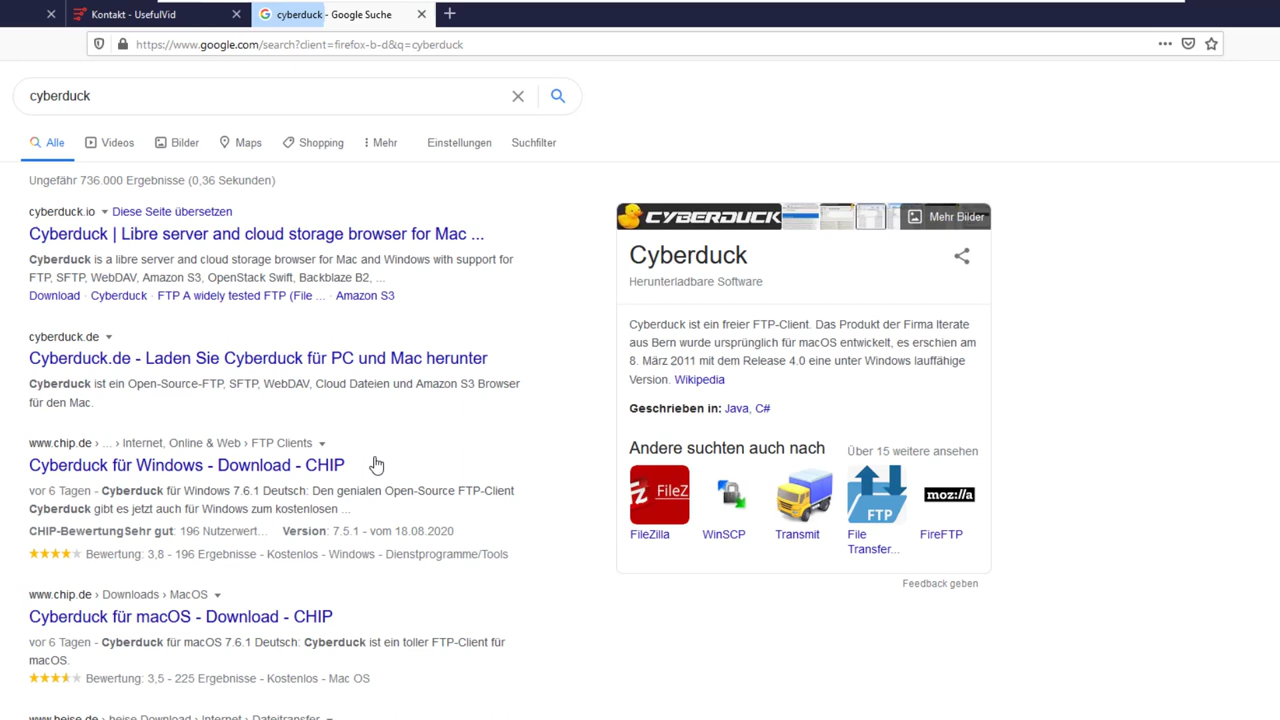 Kontakt - UsefulVid
cyberduck - Google Suche
https://www.google.com/search?client=firefox-b-d&q=cyberduck
cyberduck
Alle
Videos
Bilder
Maps
Shopping
Mehr
Einstellungen
Suchfilter
Ungefähr 736.000 Ergebnisse (0,36 Sekunden)
cyberduck.io Diese Seite übersetzen
Cyberduck | Libre server and cloud storage browser for Mac ...
Cyberduck is a libre server and cloud storage browser for Mac and Windows with support for
FTP, SFTP, WebDAV, Amazon S3, OpenStack Swift, Backblaze B2, ...
Download · Cyberduck · FTP A widely tested FTP (File ... · Amazon S3
cyberduck.de
Cyberduck.de - Laden Sie Cyberduck für PC und Mac herunter
Cyberduck ist ein Open-Source-FTP, SFTP, WebDAV, Cloud Dateien und Amazon S3 Browser
für den Mac.
www.chip.de › ... › Internet, Online & Web › FTP Clients
Cyberduck für Windows - Download - CHIP
vor 6 Tagen - Cyberduck für Windows 7.6.1 Deutsch: Den genialen Open-Source FTP-Client
Cyberduck gibt es jetzt auch für Windows zum kostenlosen ...
CHIP-BewertungSehr gut: 196 Nutzerwert... Version: 7.5.1 - vom 18.08.2020
Bewertung: 3,8 - 196 Ergebnisse - Kostenlos - Windows - Dienstprogramme/Tools
www.chip.de › Downloads › MacOS
Cyberduck für macOS - Download - CHIP
vor 6 Tagen - Cyberduck für macOS 7.6.1 Deutsch: Cyberduck ist ein toller FTP-Client für
macOS.
Bewertung: 3,5 - 225 Ergebnisse - Kostenlos - Mac OS
www.heise.de › heise Download › Internet › Dateitransfer
CYBERDUCK
Mehr Bilder
Cyberduck
Herunterladbare Software
Cyberduck ist ein freier FTP-Client. Das Produkt der Firma Iterate
aus Bern wurde ursprünglich für macOS entwickelt, es erschien am
8. März 2011 mit dem Release 4.0 eine unter Windows lauffähige
Version. Wikipedia
Geschrieben in: Java, C#
Andere suchten auch nach
Über 15 weitere ansehen
FileZ
FTP
moz://a
FileZilla
WinSCP
Transmit
File
Transfer...
FireFTP
Feedback geben